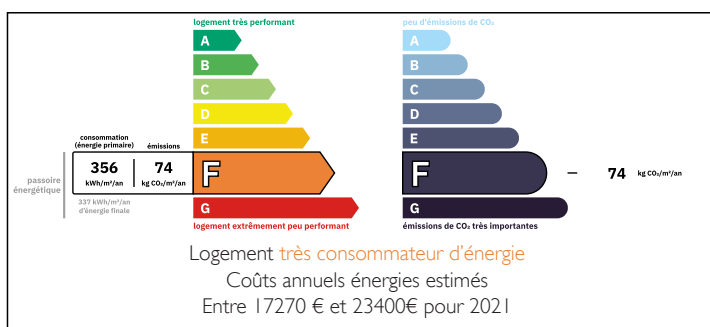 logement très performant
A
B
C
D
E
consommation
(énergie primaire)
émissions
passoire
énergétique
356
kWh/m²/an
74
kg CO₂/m²/an
F
G
337 kWh/m²/an
d'énergie finale
logement extrêmement peu performant
peu d'émissions de CO₂
A
B
C
D
E
F
74 kg CO₂/m²/an
G
émissions de CO₂ très importantes
Logement très consommateur d'énergie
Coûts annuels énergies estimés
Entre 17270 € et 23400€ pour 2021